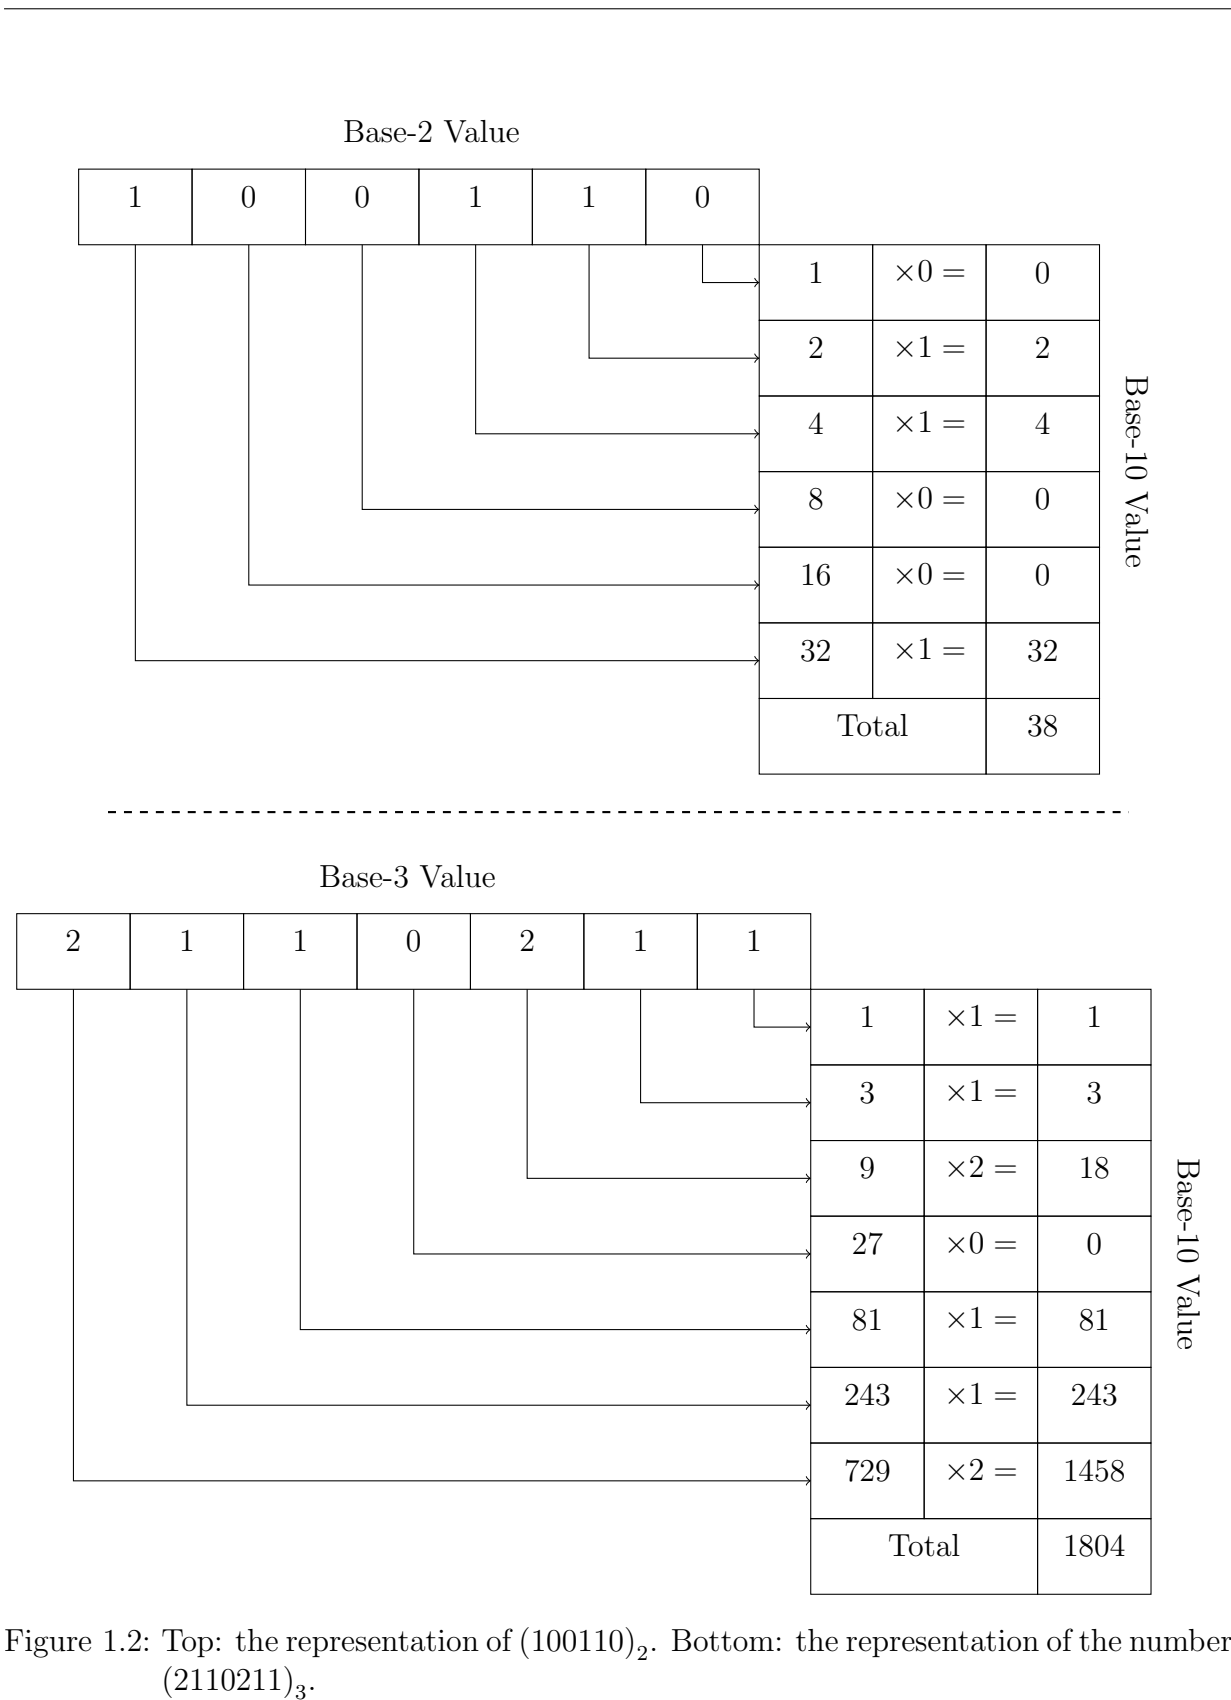 Base-2 Value
1 0 0 1 1 0
1 ×0 = 0
2 ×1 = 2
4 ×1 = 4
8 ×0 = 0
16 ×0 = 0
32 ×1 = 32
Total 38
Base-10 Value
Base-3 Value
2 1 1 0 2 1 1
1 ×1 = 1
3 ×1 = 3
9 ×2 = 18
27 ×0 = 0
81 ×1 = 81
243 ×1 = 243
729 ×2 = 1458
Total 1804
Base-10 Value
Figure 1.2: Top: the representation of (100110)₂. Bottom: the representation of the number
(2110211)₃.